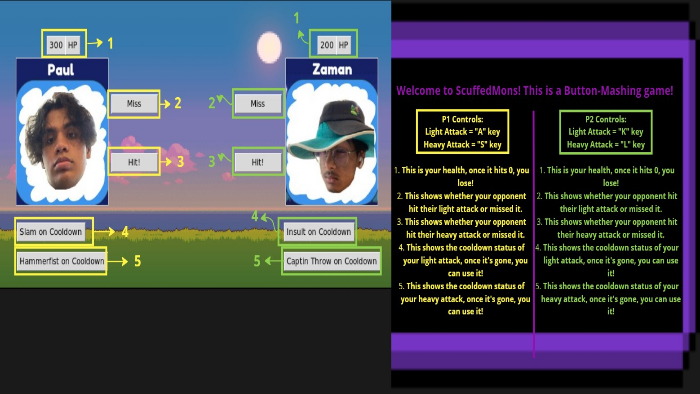 1
300 HP 1
200 HP
Paul
Zaman
Miss 2
2 Miss
Hit! 3
3 Hit!
4
Slam on Cooldown 4
Insult on Cooldown
Hammerfist on Cooldown 5
5 Captin Throw on Cooldown
Welcome to ScuffedMons! This is a Button-Mashing game!
P1 Controls:
Light Attack = "A" key
Heavy Attack = "S" key
1. This is your health, once it hits 0, you
lose!
2. This shows whether your opponent
hit their light attack or missed it.
3. This shows whether your opponent
hit their heavy attack or missed it.
4. This shows the cooldown status of
your light attack, once it's gone, you
can use it!
5. This shows the cooldown status of
your heavy attack, once it's gone, you
can use it!
P2 Controls:
Light Attack = "K" key
Heavy Attack = "L" key
1. This is your health, once it hits 0, you
lose!
2. This shows whether your opponent
hit their light attack or missed it.
3. This shows whether your opponent
hit their heavy attack or missed it.
4. This shows the cooldown status of your
light attack, once it's gone, you can use
it!
5. This shows the cooldown status of your
heavy attack, once it's gone, you can use
it!